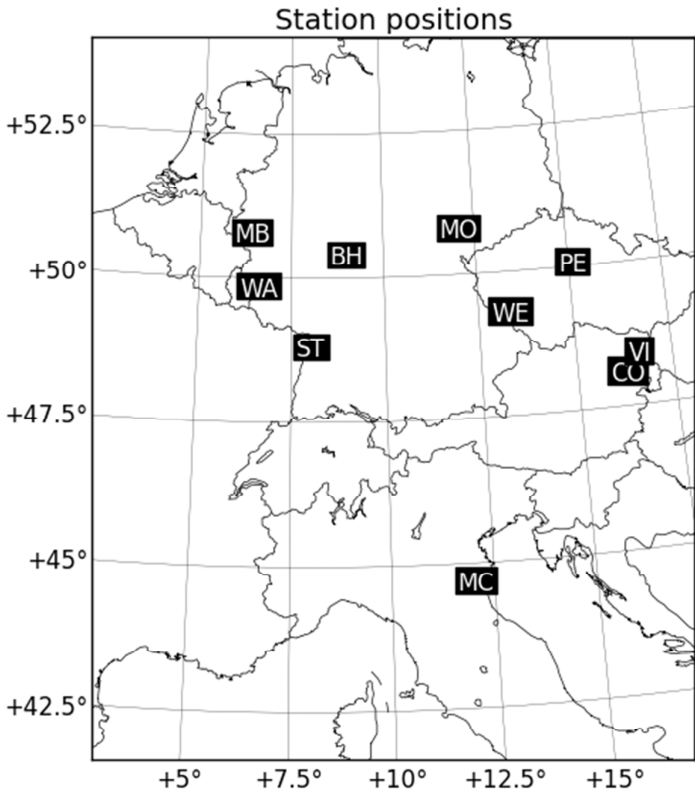 Station positions
+52.5°
MB
MO
BH
+50°
PE
WA
WE
VI
ST
CO
+47.5°
+45°
MC
+42.5°
+5° +7.5° +10° +12.5° +15°